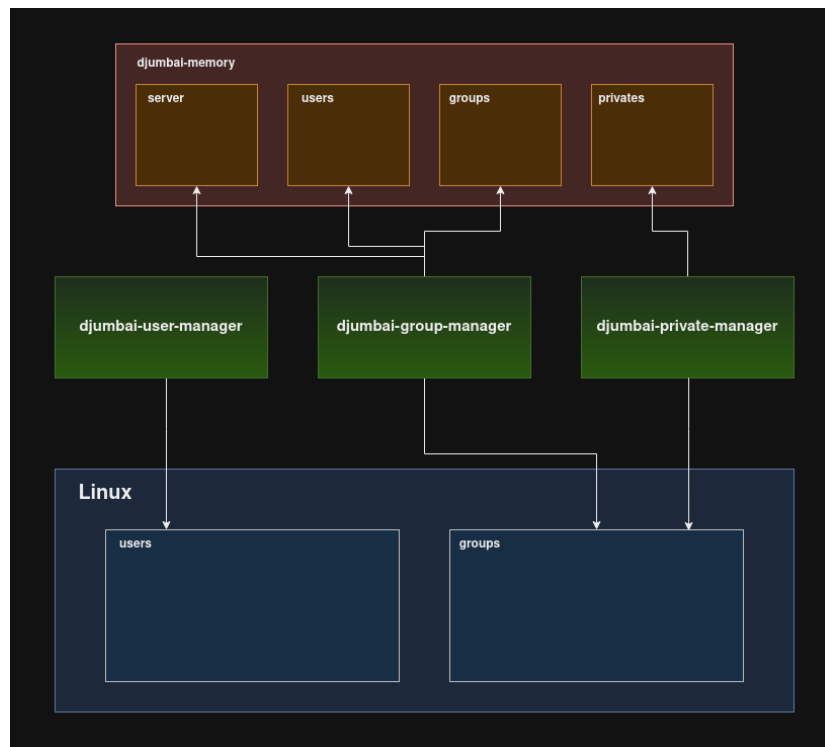 djumbai-memory
server
users
groups
privates
djumbai-user-manager
djumbai-group-manager
djumbai-private-manager
Linux
users
groups